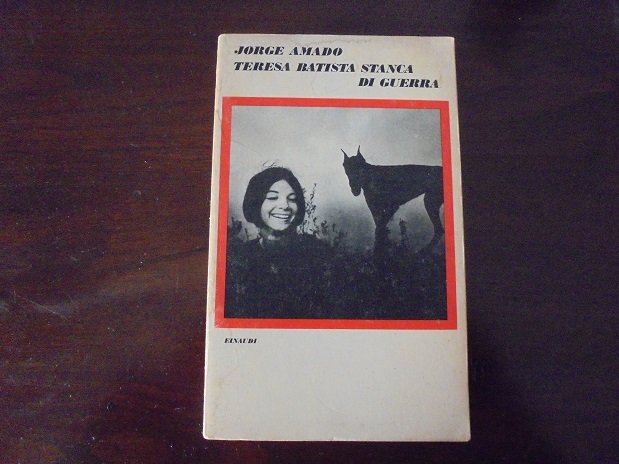 JORGE AMADO
TERESA BATISTA STANCA
DI GUERRA
EINAUDI